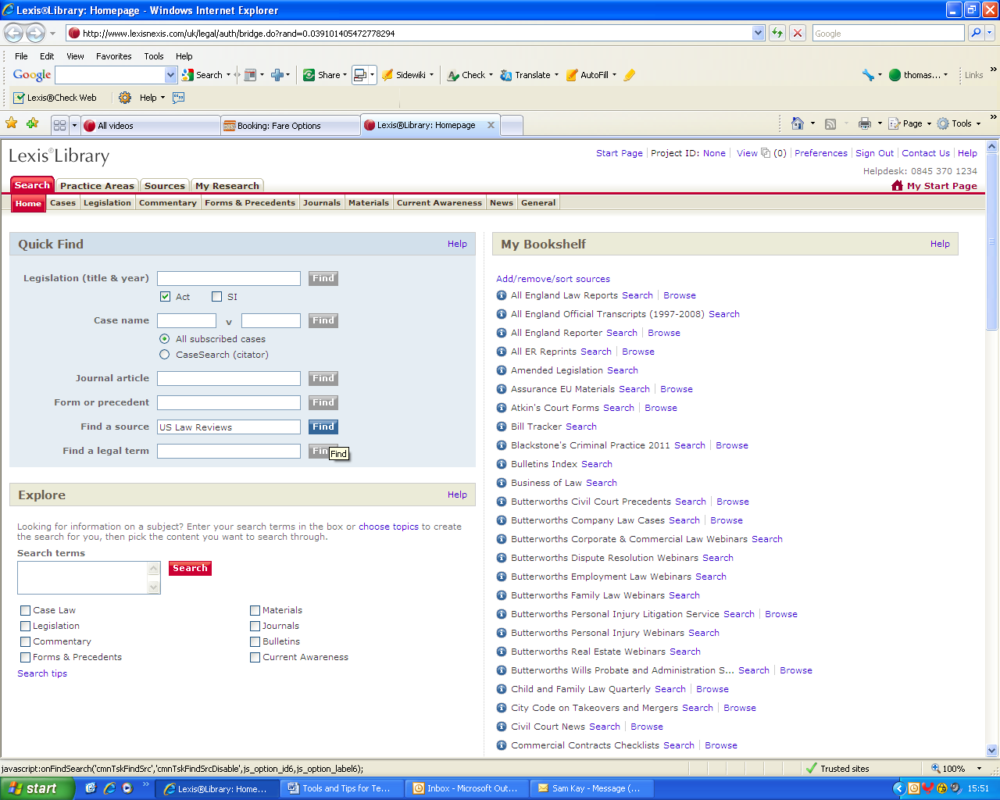 Lexis®Library: Homepage - Windows Internet Explorer
http://www.lexisnexis.com/uk/legal/auth/bridge.do?rand=0.039101405472778294
Google
File Edit View Favorites Tools Help
Google Search Share Sidewiki Check Translate AutoFill thomas... Links
Lexis®Check Web Help
All videos Booking: Fare Options Lexis®Library: Homepage Page Tools
Lexis®Library
Start Page Project ID: None View (0) Preferences Sign Out Contact Us Help
Helpdesk: 0845 370 1234
Search Practice Areas Sources My Research My Start Page
Home Cases Legislation Commentary Forms & Precedents Journals Materials Current Awareness News General
Quick Find Help
Legislation (title & year) Find
Act SI
Case name v Find
All subscribed cases
CaseSearch (citator)
Journal article Find
Form or precedent Find
Find a source US Law Reviews Find
Find a legal term Find
Explore Help
Looking for information on a subject? Enter your search terms in the box or choose topics to create
the search for you, then pick the content you want to search through.
Search terms
Search
Case Law Materials
Legislation Journals
Commentary Bulletins
Forms & Precedents Current Awareness
Search tips
My Bookshelf Help
Add/remove/sort sources
All England Law Reports Search Browse
All England Official Transcripts (1997-2008) Search
All England Reporter Search Browse
All ER Reprints Search Browse
Amended Legislation Search
Assurance EU Materials Search Browse
Atkin's Court Forms Search Browse
Bill Tracker Search
Blackstone's Criminal Practice 2011 Search Browse
Bulletins Index Search
Business of Law Search
Butterworths Civil Court Precedents Search Browse
Butterworths Company Law Cases Search Browse
Butterworths Corporate & Commercial Law Webinars Search
Butterworths Dispute Resolution Webinars Search
Butterworths Employment Law Webinars Search
Butterworths Family Law Webinars Search
Butterworths Personal Injury Litigation Service Search Browse
Butterworths Personal Injury Webinars Search
Butterworths Real Estate Webinars Search
Butterworths Wills Probate and Administration S... Search Browse
Child and Family Law Quarterly Search Browse
City Code on Takeovers and Mergers Search Browse
Civil Court News Search Browse
Commercial Contracts Checklists Search Browse
javascript:onFindSearch('cmnTskFindSrc','cmnTskFindSrcDisable',js_option_id6,js_option_label6); Trusted sites 100%
start Lexis®Library: Home... Tools and Tips for Te... Inbox - Microsoft Out... Sam Kay - Message (... 15:51